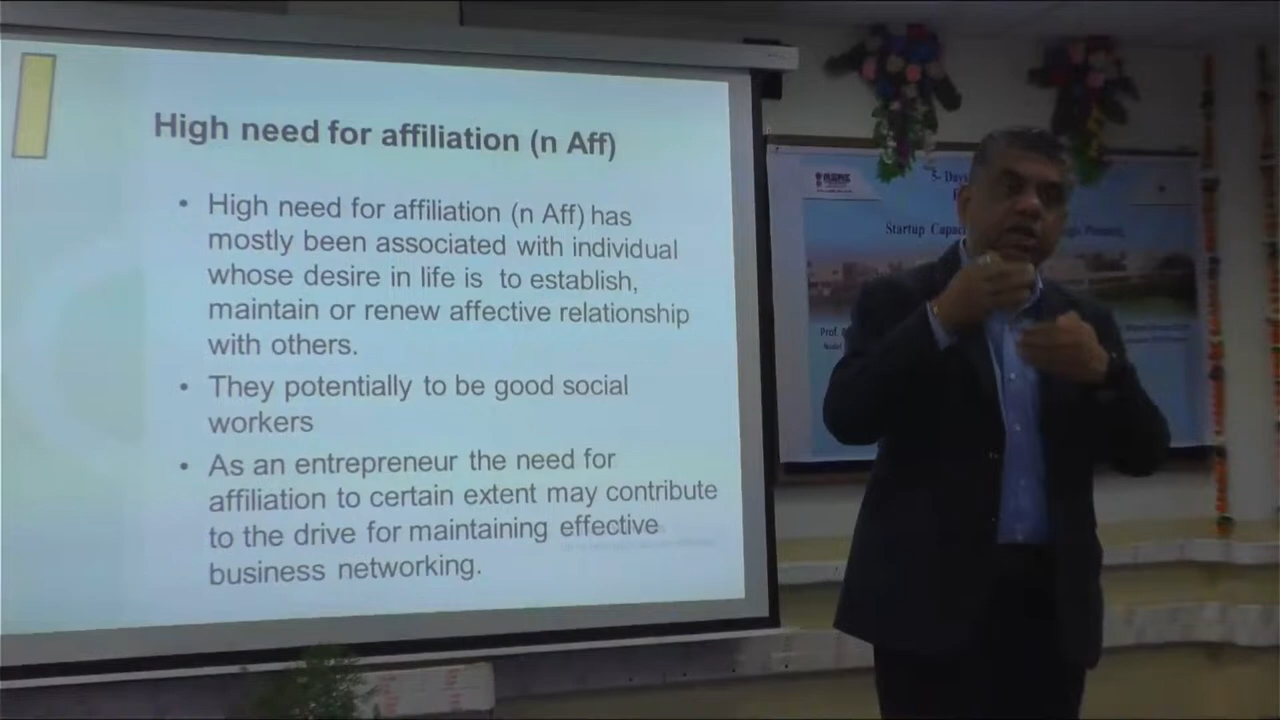 High need for affiliation (n Aff)
• High need for affiliation (n Aff) has
mostly been associated with individual
whose desire in life is to establish,
maintain or renew affective relationship
with others.
• They potentially to be good social
workers
• As an entrepreneur the need for
affiliation to certain extent may contribute
to the drive for maintaining effective
business networking.
5- Days
Startup Capac
Prof.